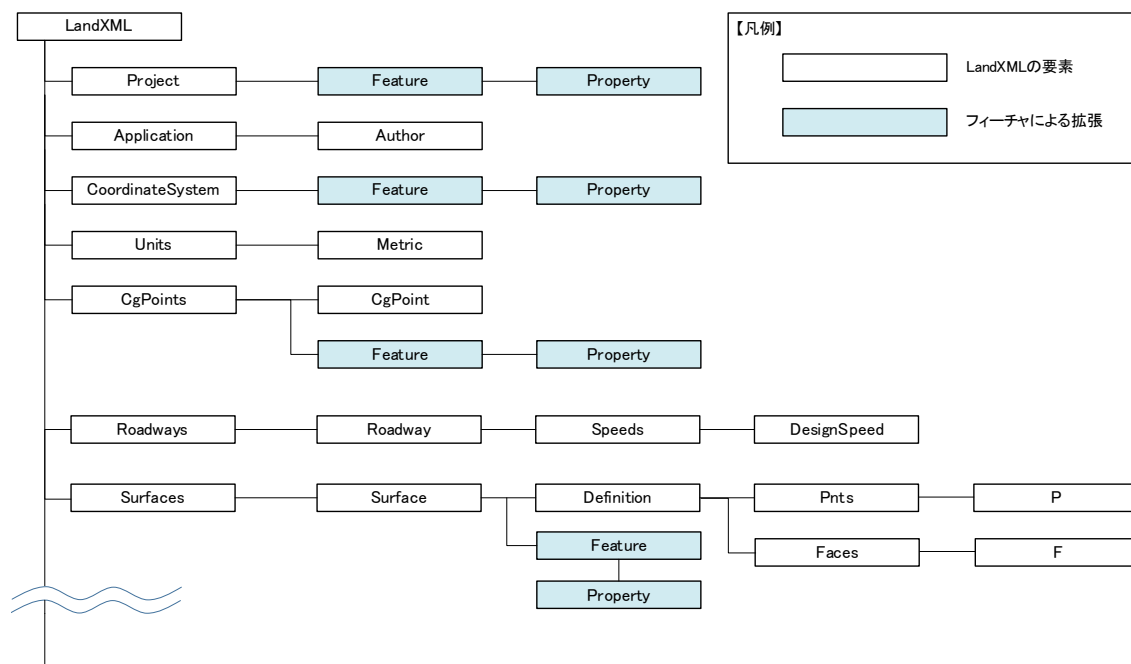 LandXML
【凡例】
LandXMLの要素
フィーチャによる拡張
Project Feature Property
Application Author
CoordinateSystem Feature Property
Units Metric
CgPoints CgPoint
Feature Property
Roadways Roadway Speeds DesignSpeed
Surfaces Surface Definition Pnts P
Feature Faces F
Property